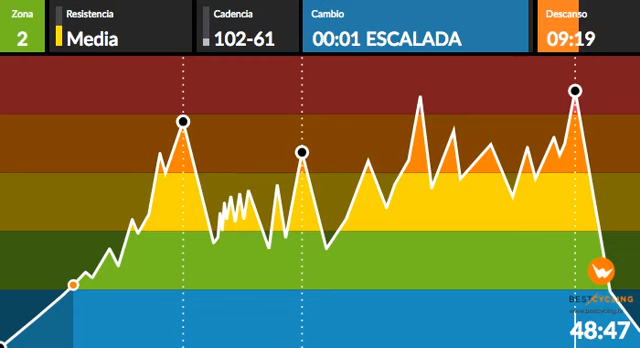 Zona
2
Resistencia
Media
Cadencia
102-61
Cambio
00:01 ESCALADA
Descanso
09:19
BESTCYCLING
48:47